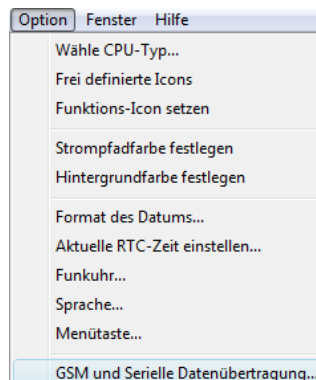 Option Fenster Hilfe
Wähle CPU-Typ...
Frei definierte Icons
Funktions-Icon setzen
Strompfadfarbe festlegen
Hintergrundfarbe festlegen
Format des Datums...
Aktuelle RTC-Zeit einstellen...
Funkuhr...
Sprache...
Menütaste...
GSM und Serielle Datenübertragung...